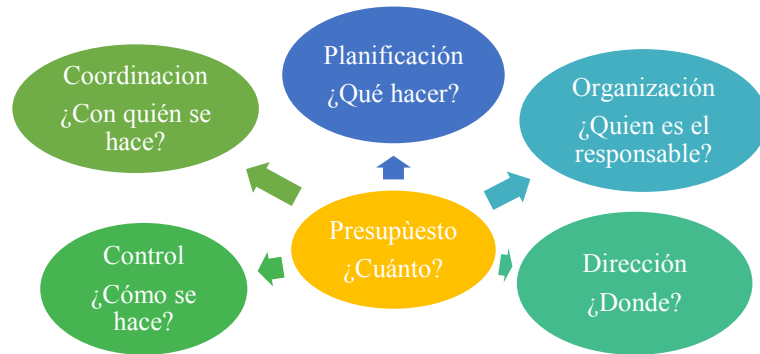 Planificación
¿Qué hacer?
Coordinacion
¿Con quién se
hace?
Organización
¿Quien es el
responsable?
Presupùesto
¿Cuánto?
Control
¿Cómo se
hace?
Dirección
¿Donde?